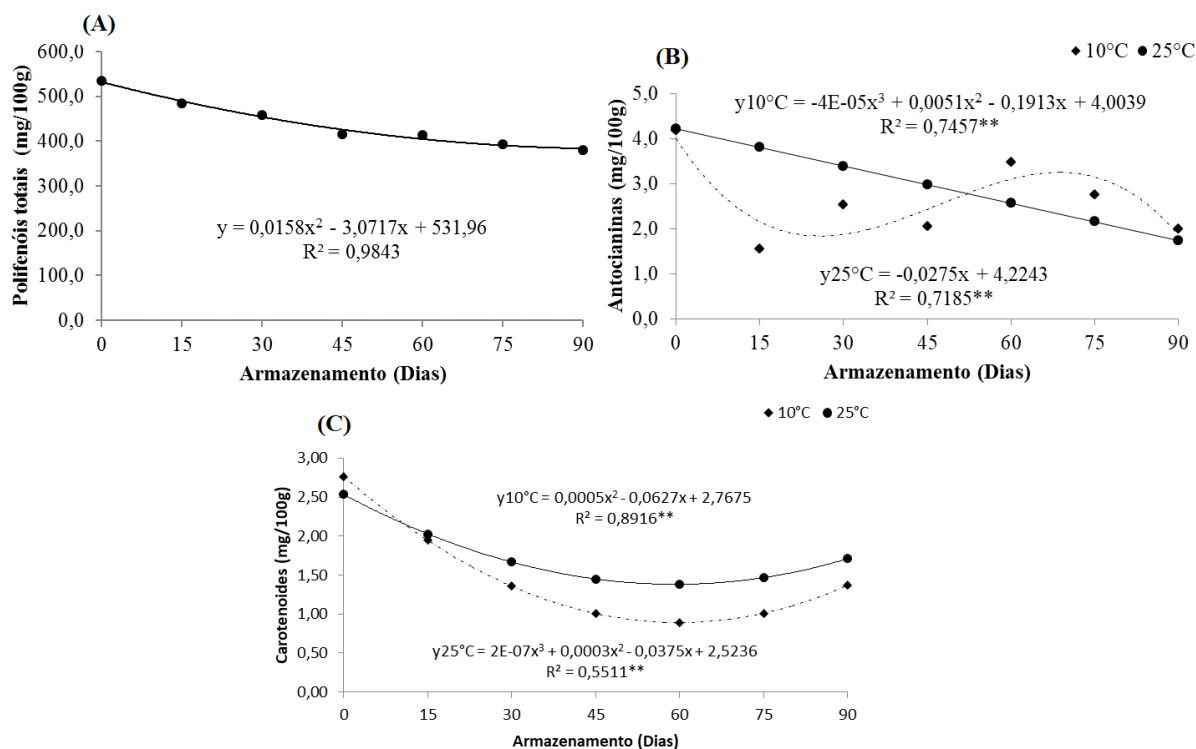 (A)
Polifenóis totais (mg/100g)
600,0
500,0
400,0
300,0
200,0
100,0
0,0
y = 0,0158x² - 3,0717x + 531,96
R² = 0,9843
0 15 30 45 60 75 90
Armazenamento (Dias)
(B)
10°C 25°C
Antocianinas (mg/100g)
5,0
4,0
3,0
2,0
1,0
0,0
y10°C = -4E-05x³ + 0,0051x² - 0,1913x + 4,0039
R² = 0,7457**
y25°C = -0,0275x + 4,2243
R² = 0,7185**
0 15 30 45 60 75 90
Armazenamento (Dias)
(C)
10°C 25°C
Carotenoides (mg/100g)
3,00
2,50
2,00
1,50
1,00
0,50
0,00
y10°C = 0,0005x² - 0,0627x + 2,7675
R² = 0,8916**
y25°C = 2E-07x³ + 0,0003x² - 0,0375x + 2,5236
R² = 0,5511**
0 15 30 45 60 75 90
Armazenamento (Dias)